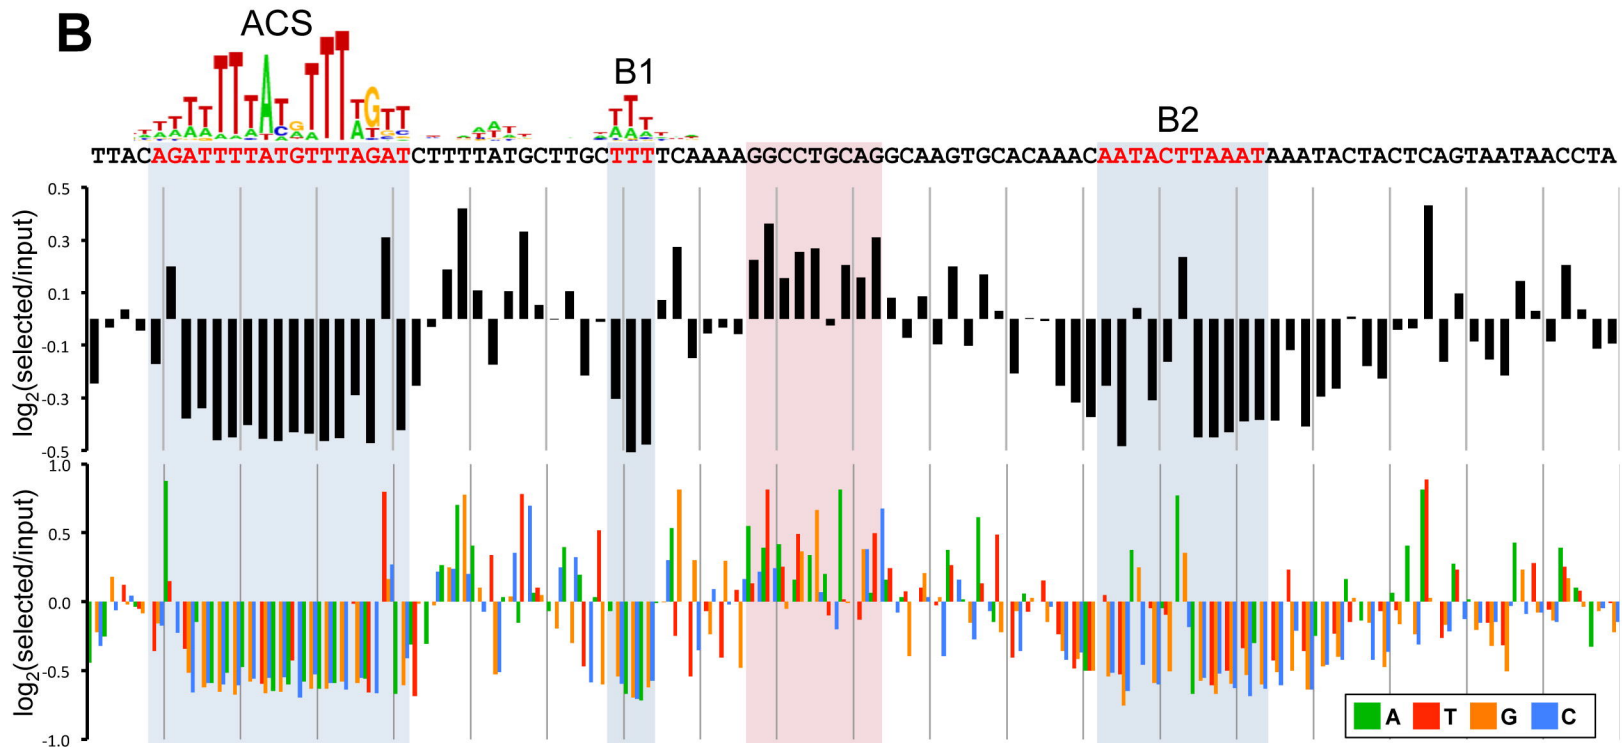 B
ACS
B1
B2
TTACAGATTTTATGTTTAGATCTTTTATGCTTGCTTTTCAAAAGGCCTGCAGGCAAGTGCACAAACAATACTTAAATAAATACTACTCAGTAATAACCTA
log2(selected/input)
0.5
0.3
0.1
-0.1
-0.3
-0.5
log2(selected/input)
1.0
0.5
0.0
-0.5
-1.0
A T G C